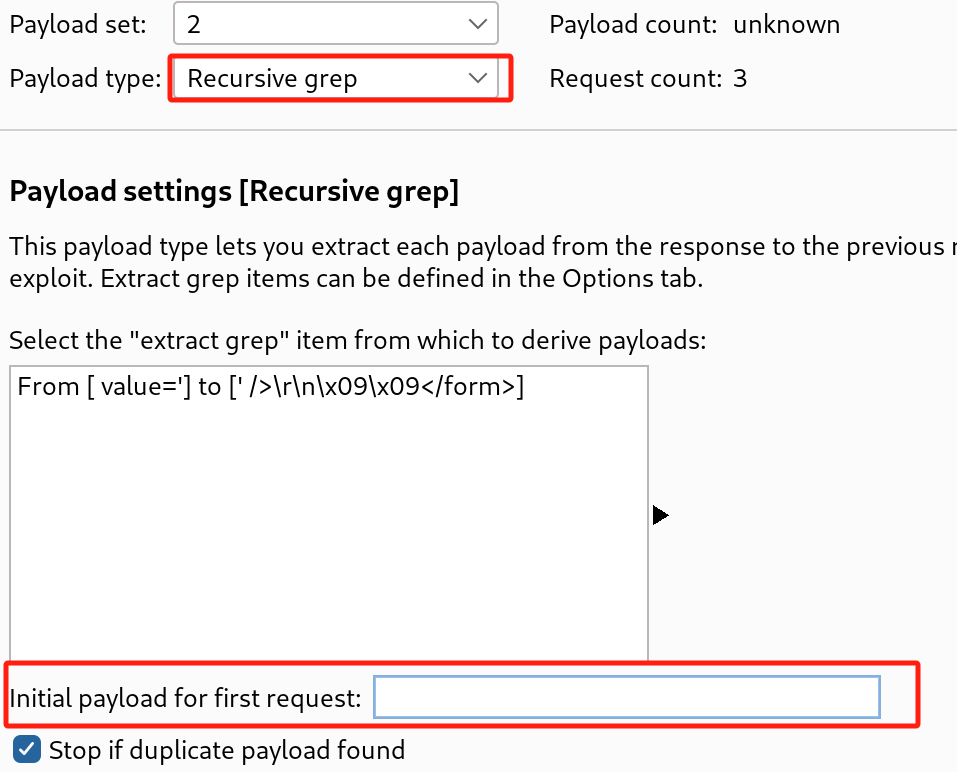 Payload set: 2 Payload count: unknown
Payload type: Recursive grep Request count: 3
Payload settings [Recursive grep]
This payload type lets you extract each payload from the response to the previous
exploit. Extract grep items can be defined in the Options tab.
Select the "extract grep" item from which to derive payloads:
From [ value='] to [' />\r\n\x09\x09</form>]
Initial payload for first request:
Stop if duplicate payload found